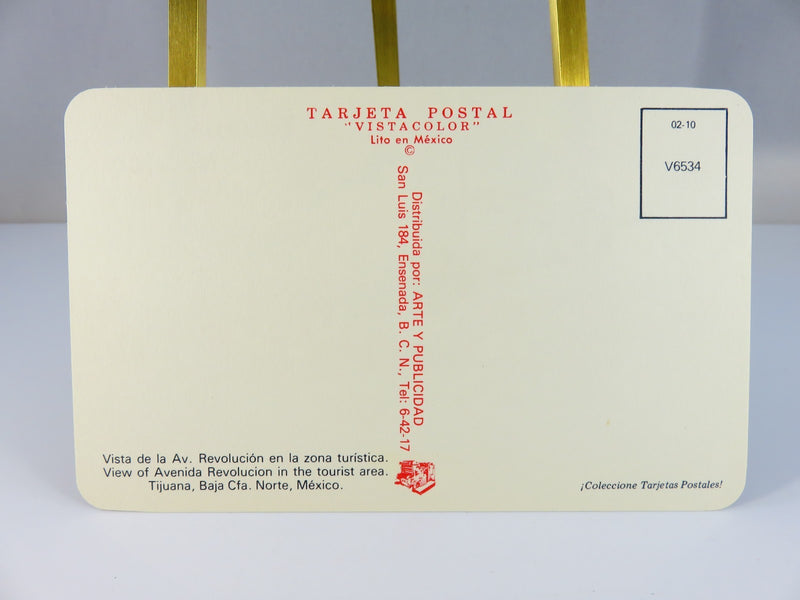 TARJETA POSTAL
"VISTACOLOR"
Lito en México
©
Distribuida por: ARTE Y PUBLICIDAD
San Luis 184, Ensenada, B. C. N., Tel: 6-42-17
02-10
V6534
Vista de la Av. Revolución en la zona turística.
View of Avenida Revolucion in the tourist area.
Tijuana, Baja Cfa. Norte, México.
¡Coleccione Tarjetas Postales!